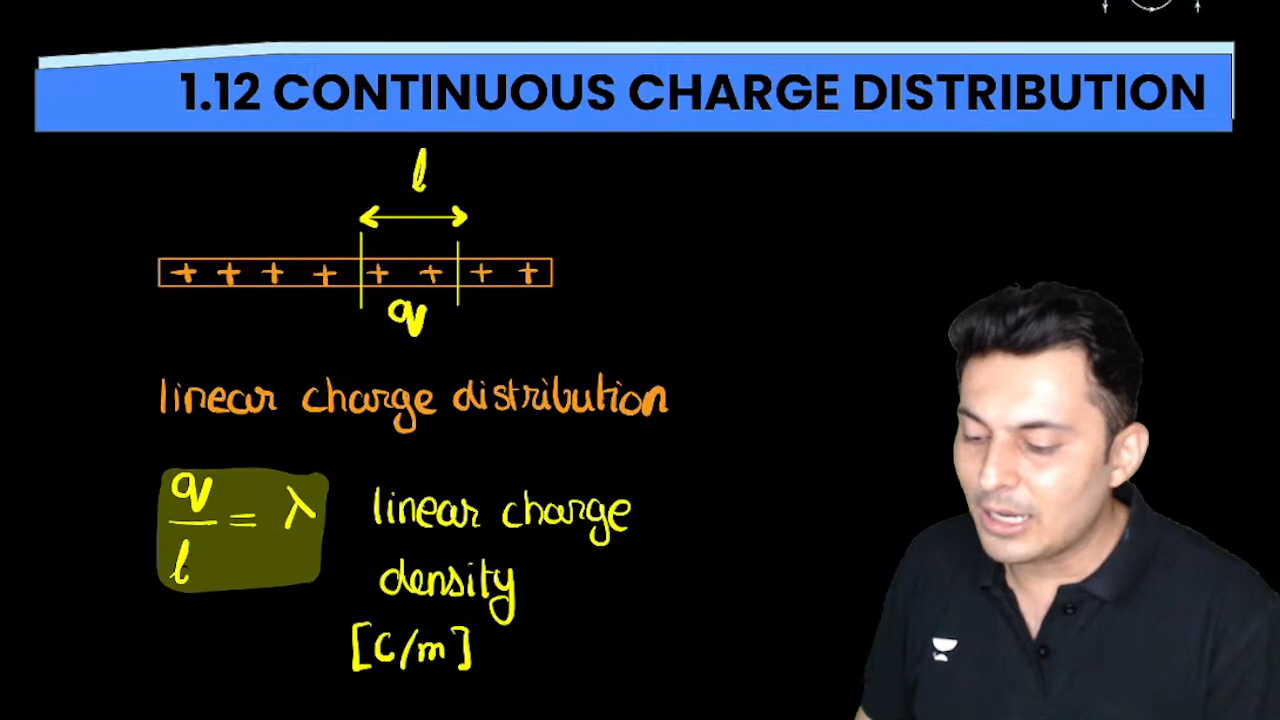 1.12 CONTINUOUS CHARGE DISTRIBUTION
l
+ + + + + + + +
q
linear charge distribution
q/l = λ linear charge
density
[C/m]